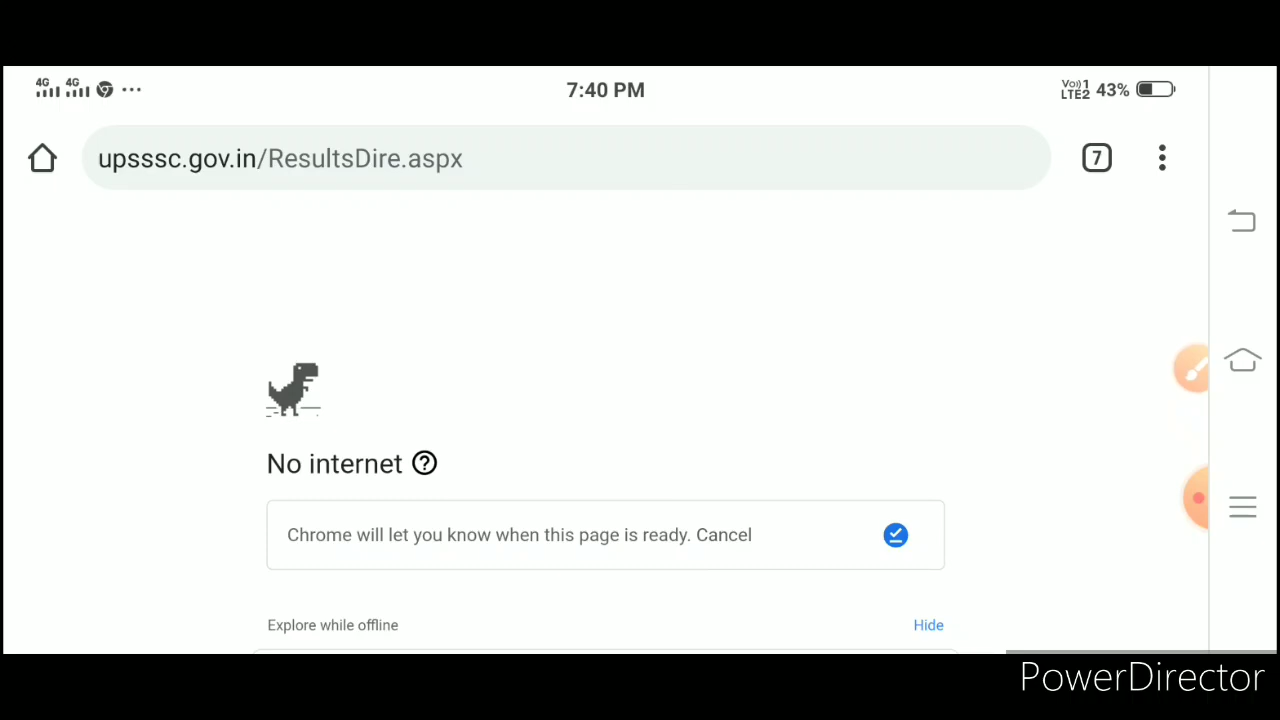 4G 4G ... 7:40 PM Vo)) 1 LTE2 43%
upsssc.gov.in/ResultsDire.aspx 7
No internet ?
Chrome will let you know when this page is ready. Cancel
Explore while offline Hide
PowerDirector